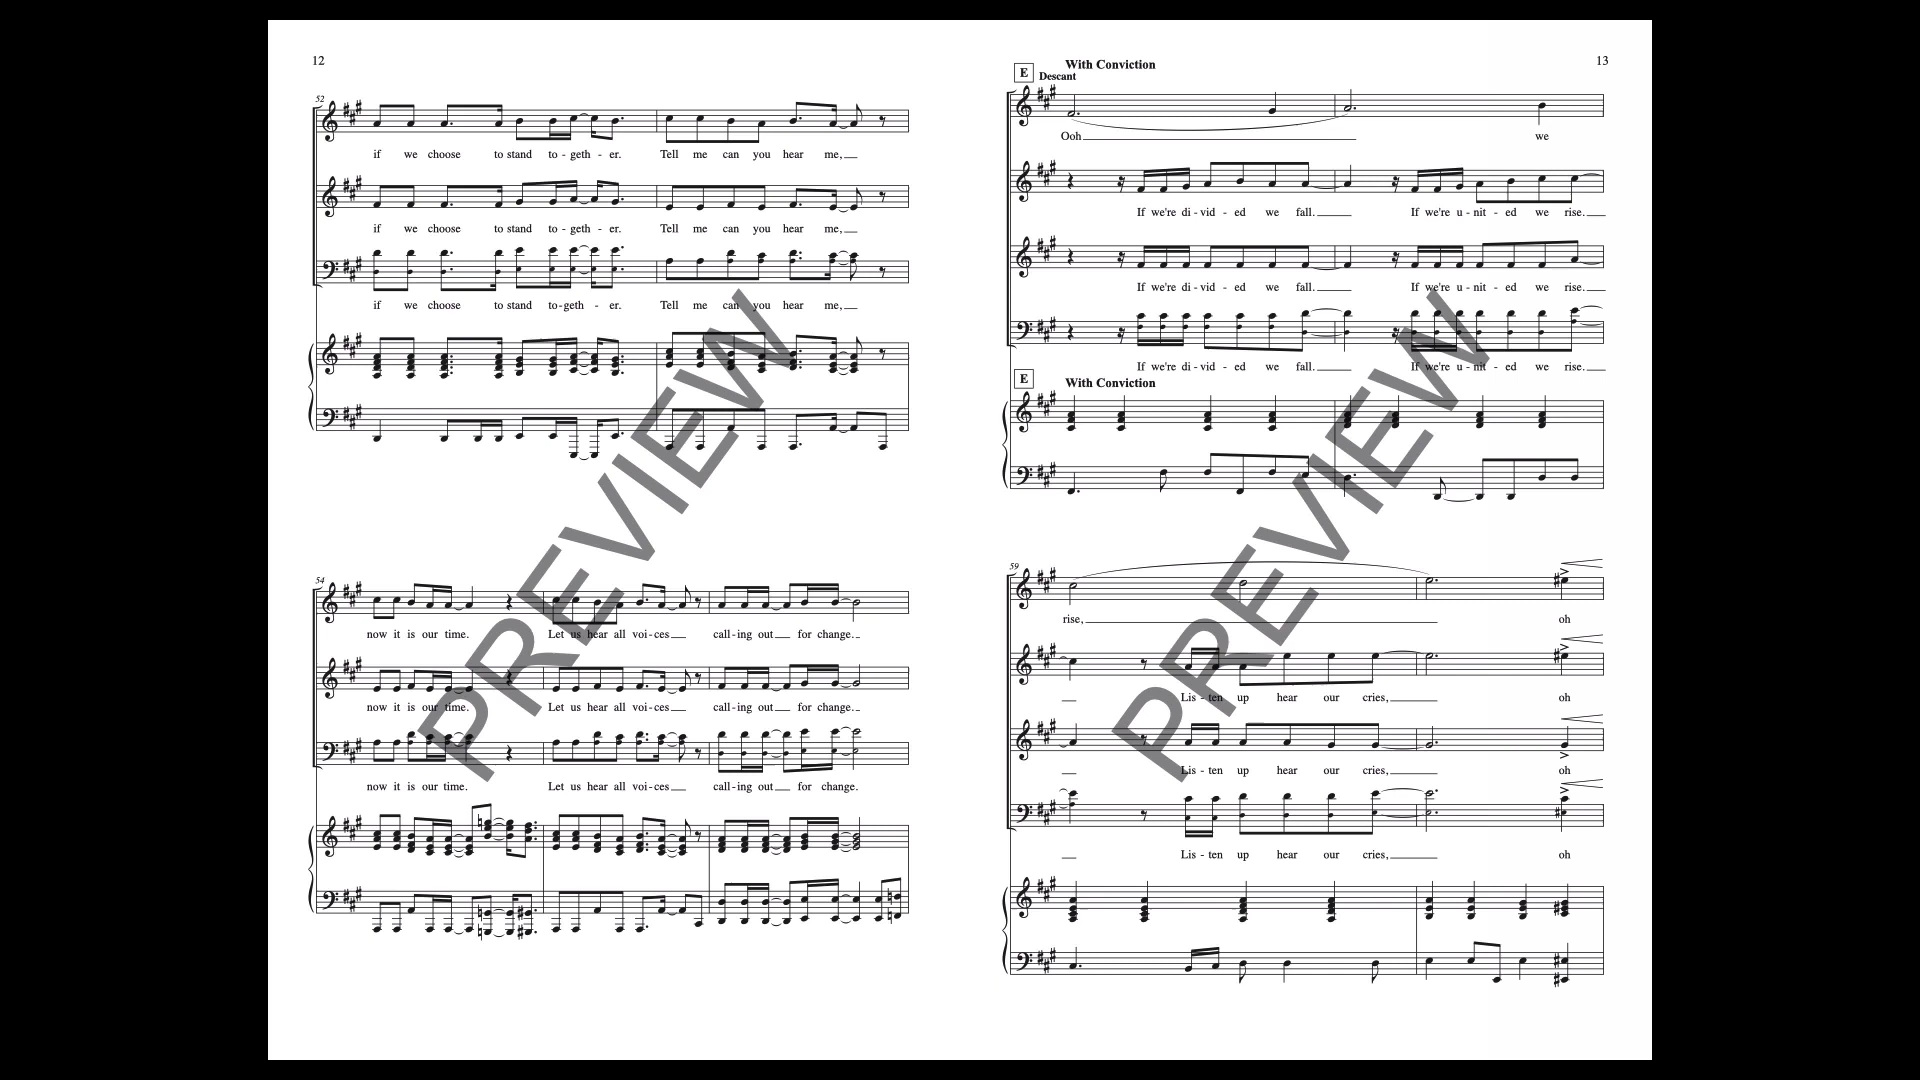 12
52
if we choose to stand to - geth - er. Tell me can you hear me,
if we choose to stand to - geth - er. Tell me can you hear me,
if we choose to stand to - geth - er. Tell me can you hear me,
54
now it is our time. Let us hear all voi - ces call - ing out for change.
now it is our time. Let us hear all voi - ces call - ing out for change.
now it is our time. Let us hear all voi - ces call - ing out for change.
PREVIEW
13
E With Conviction
Descant
Ooh we
If we're di - vid - ed we fall. If we're u - nit - ed we rise.
If we're di - vid - ed we fall. If we're u - nit - ed we rise.
If we're di - vid - ed we fall. If we're u - nit - ed we rise.
E With Conviction
59
rise, oh
Lis - ten up hear our cries, oh
Lis - ten up hear our cries, oh
Lis - ten up hear our cries, oh
PREVIEW